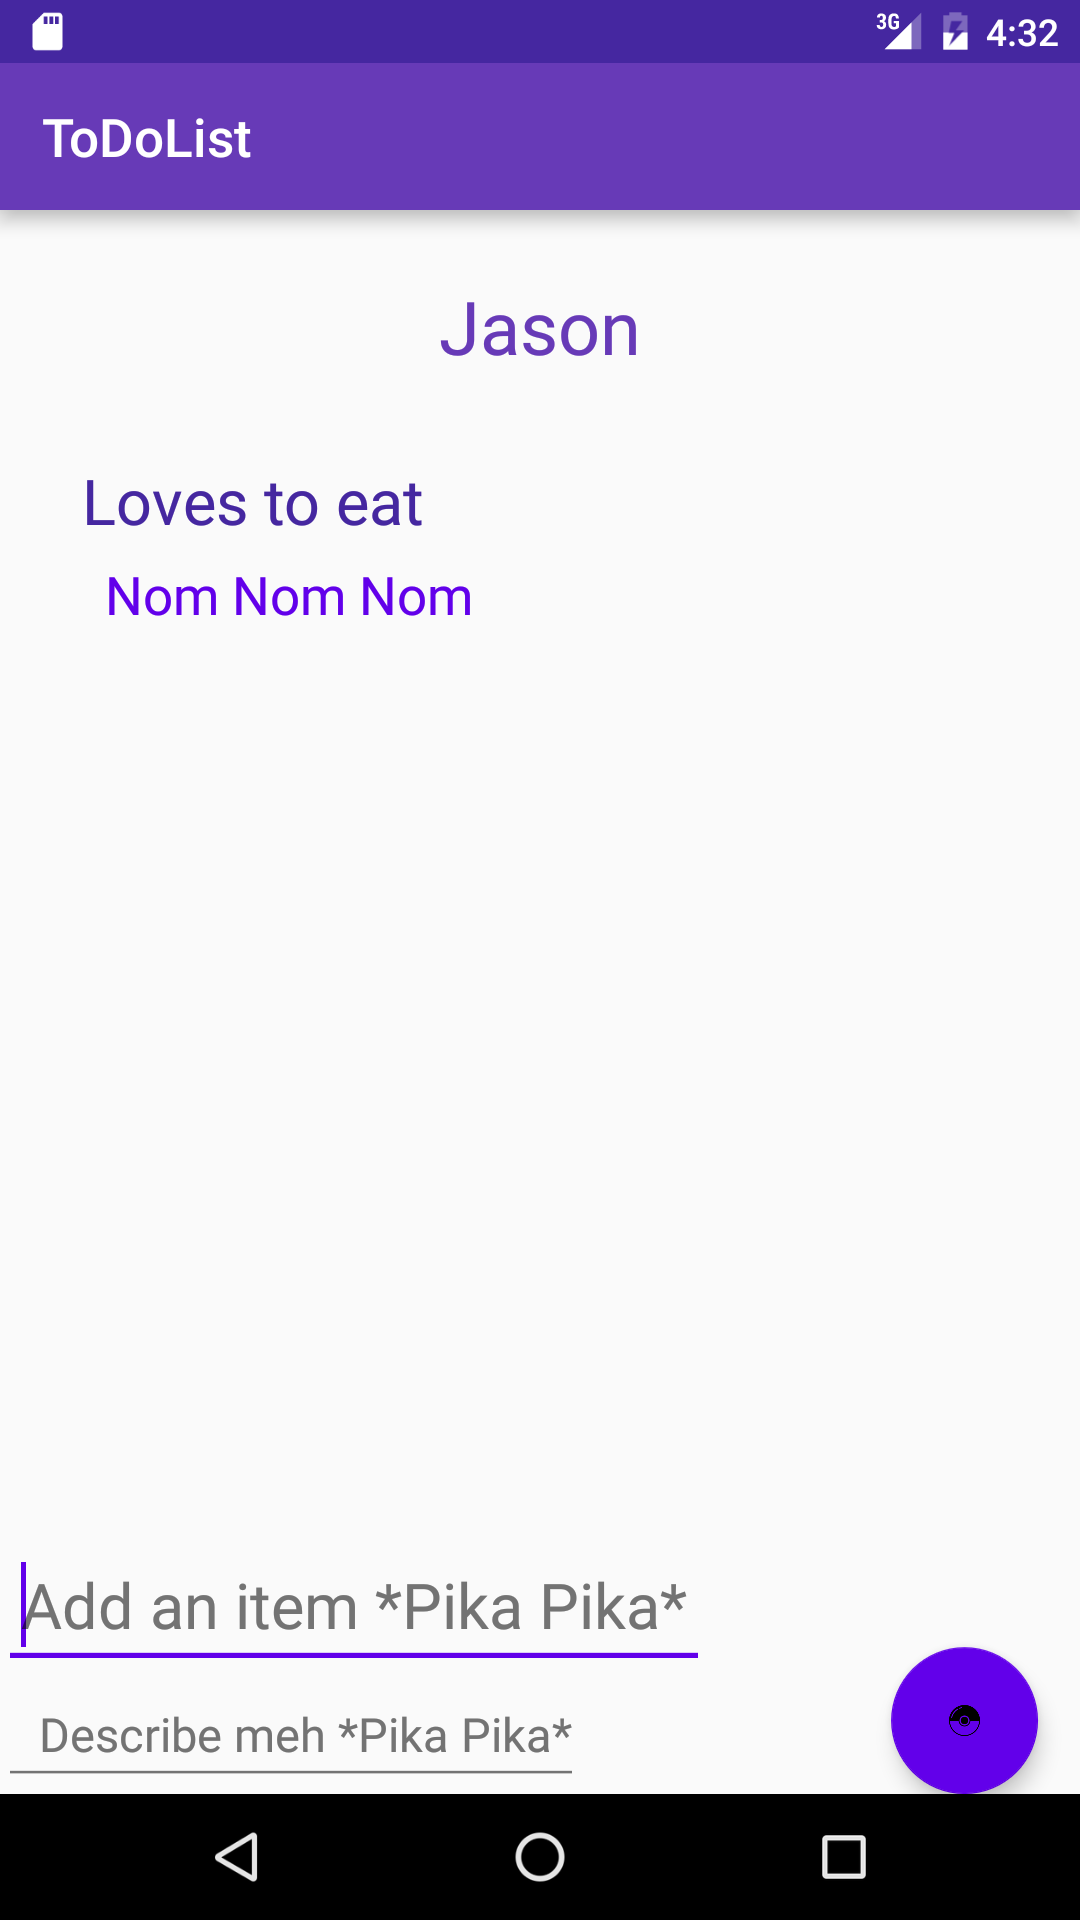 3G 4:32
ToDoList
Jason
Loves to eat
Nom Nom Nom
Add an item *Pika Pika*
Describe meh *Pika Pika*